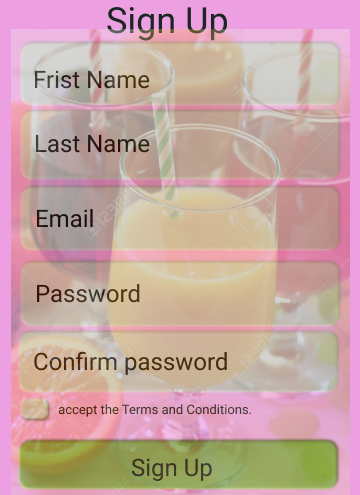 Sign Up
Frist Name
Last Name
Email
Password
Confirm password
accept the Terms and Conditions.
Sign Up